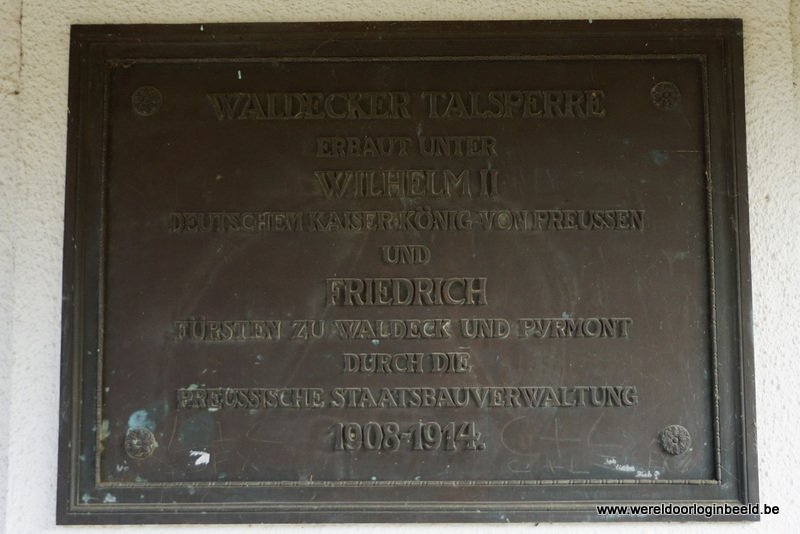 WALDECKER TALSPERRE
ERBAUT UNTER
WILHELM II
DEUTSCHEM KAISER·KÖNIG·VON PREUSSEN
UND
FRIEDRICH
FÜRSTEN ZU WALDECK UND PYRMONT
DURCH DIE
PREUSSISCHE STAATSBAUVERWALTUNG
1908-1914.
www.wereldoorloginbeeld.be